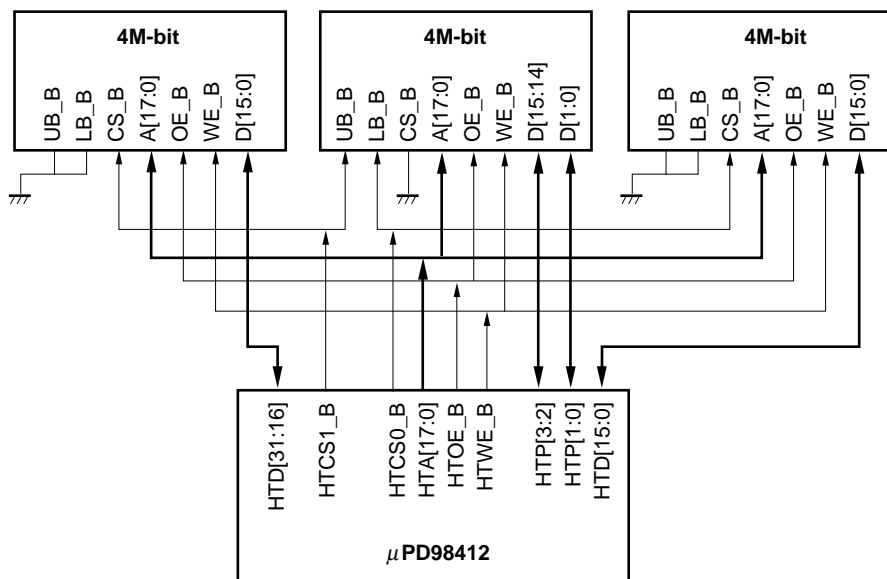 4M-bit
UB_B
LB_B
CS_B
A[17:0]
OE_B
WE_B
D[15:0]
4M-bit
UB_B
LB_B
CS_B
A[17:0]
OE_B
WE_B
D[15:14]
D[1:0]
4M-bit
UB_B
LB_B
CS_B
A[17:0]
OE_B
WE_B
D[15:0]
HTD[31:16]
HTCS1_B
HTCS0_B
HTA[17:0]
HTOE_B
HTWE_B
HTP[3:2]
HTP[1:0]
HTD[15:0]
μPD98412